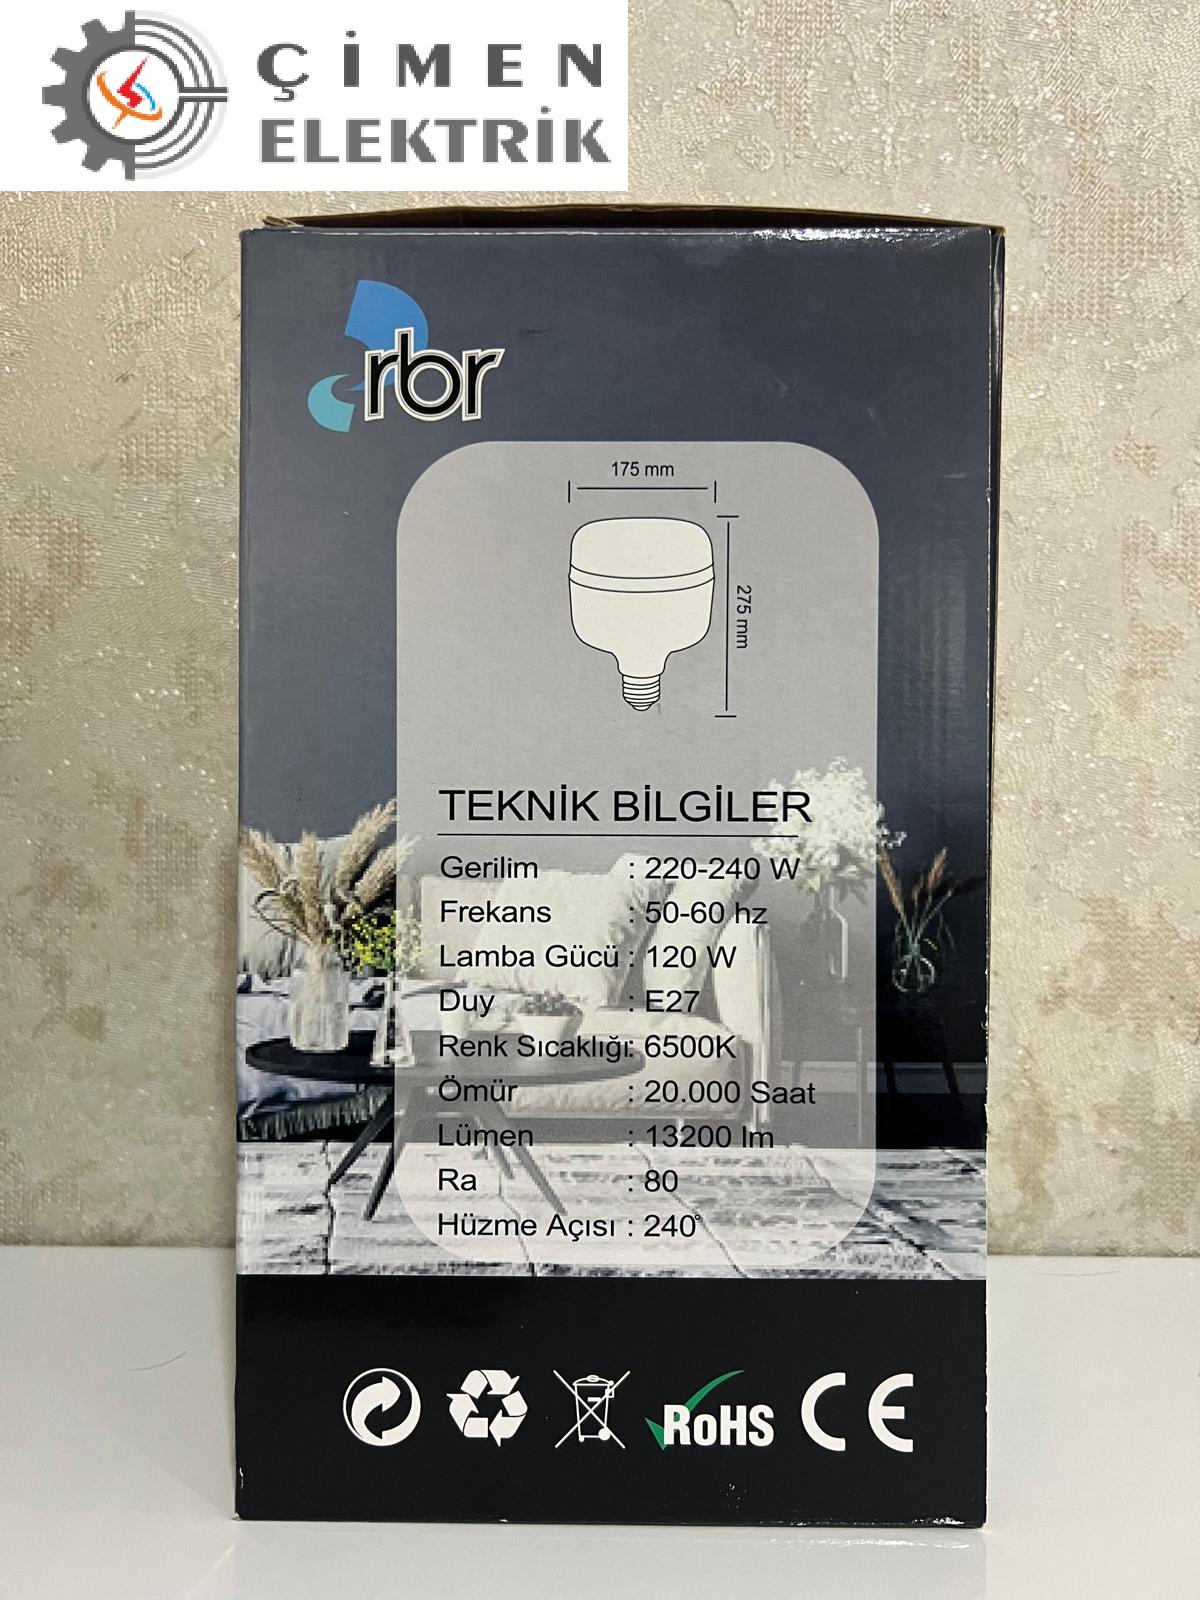 ÇİMEN
ELEKTRİK
rbr
175 mm
275 mm
TEKNİK BİLGİLER
Gerilim : 220-240 W
Frekans : 50-60 hz
Lamba Gücü : 120 W
Duy : E27
Renk Sıcaklığı: 6500K
Ömür : 20.000 Saat
Lümen : 13200 lm
Ra : 80
Hüzme Açısı : 240°
RoHS
CE